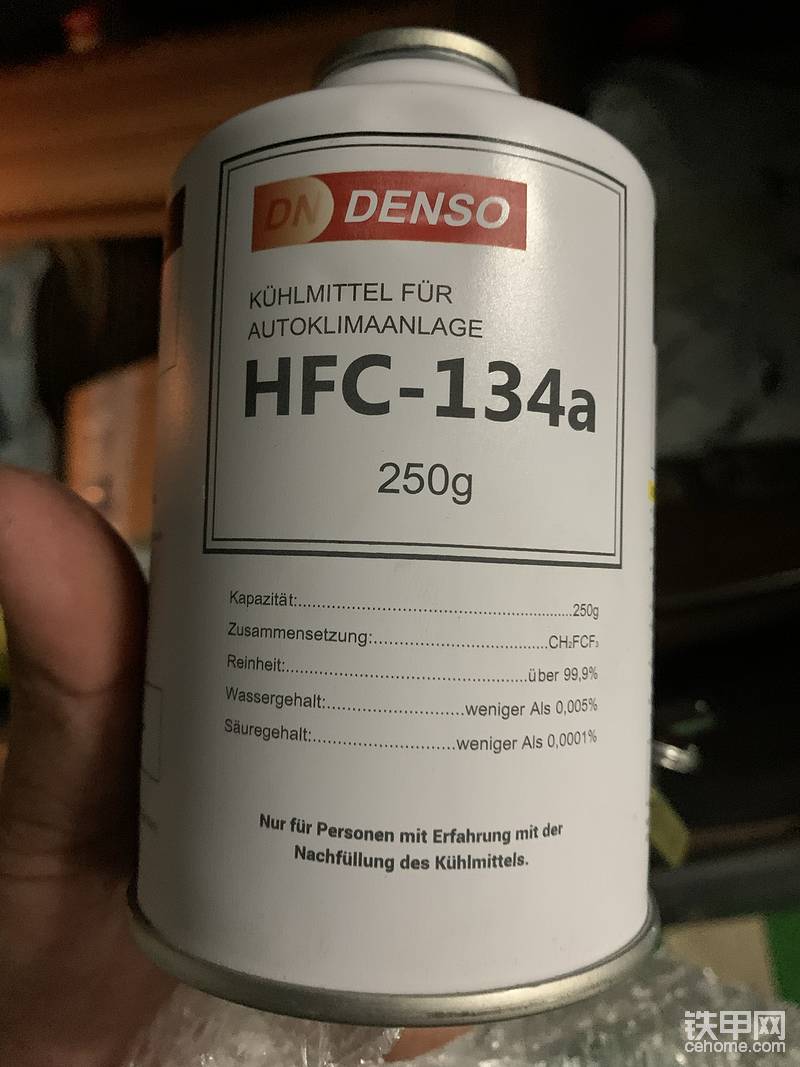 DN DENSO
KÜHLMITTEL FÜR
AUTOKLIMAANLAGE
HFC-134a
250g
Kapazität:........................................................250g
Zusammensetzung:...................................CH₂FCF₃
Reinheit:.................................................über 99,9%
Wassergehalt:...........................weniger Als 0,005%
Säuregehalt:............................weniger Als 0,0001%
Nur für Personen mit Erfahrung mit der
Nachfüllung des Kühlmittels.
铁甲网
cehome.com